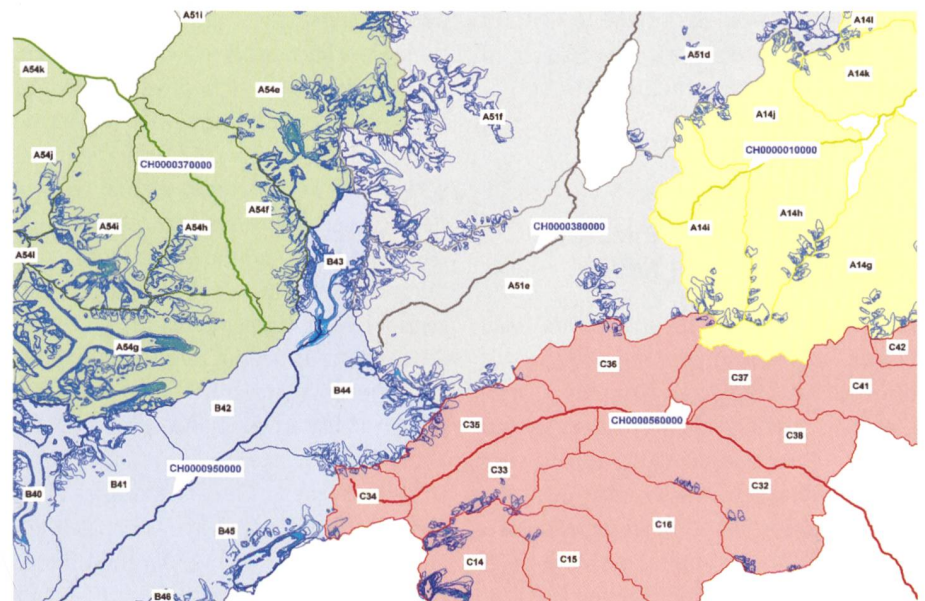 A51i
A14l
A51d
A54k
A14k
A54e
A51f
A14j
CH0000010000
A54j
CH0000370000
A54f
A14h
A54i
A54h
CH0000380000
A14i
A54l
B43
A14g
A51e
A54g
C42
C36
C37
C41
B44
B42
C35
CH0000560000
C38
CH0000950000
C33
B41
C32
B40
C34
C16
B45
C14
C15
B46